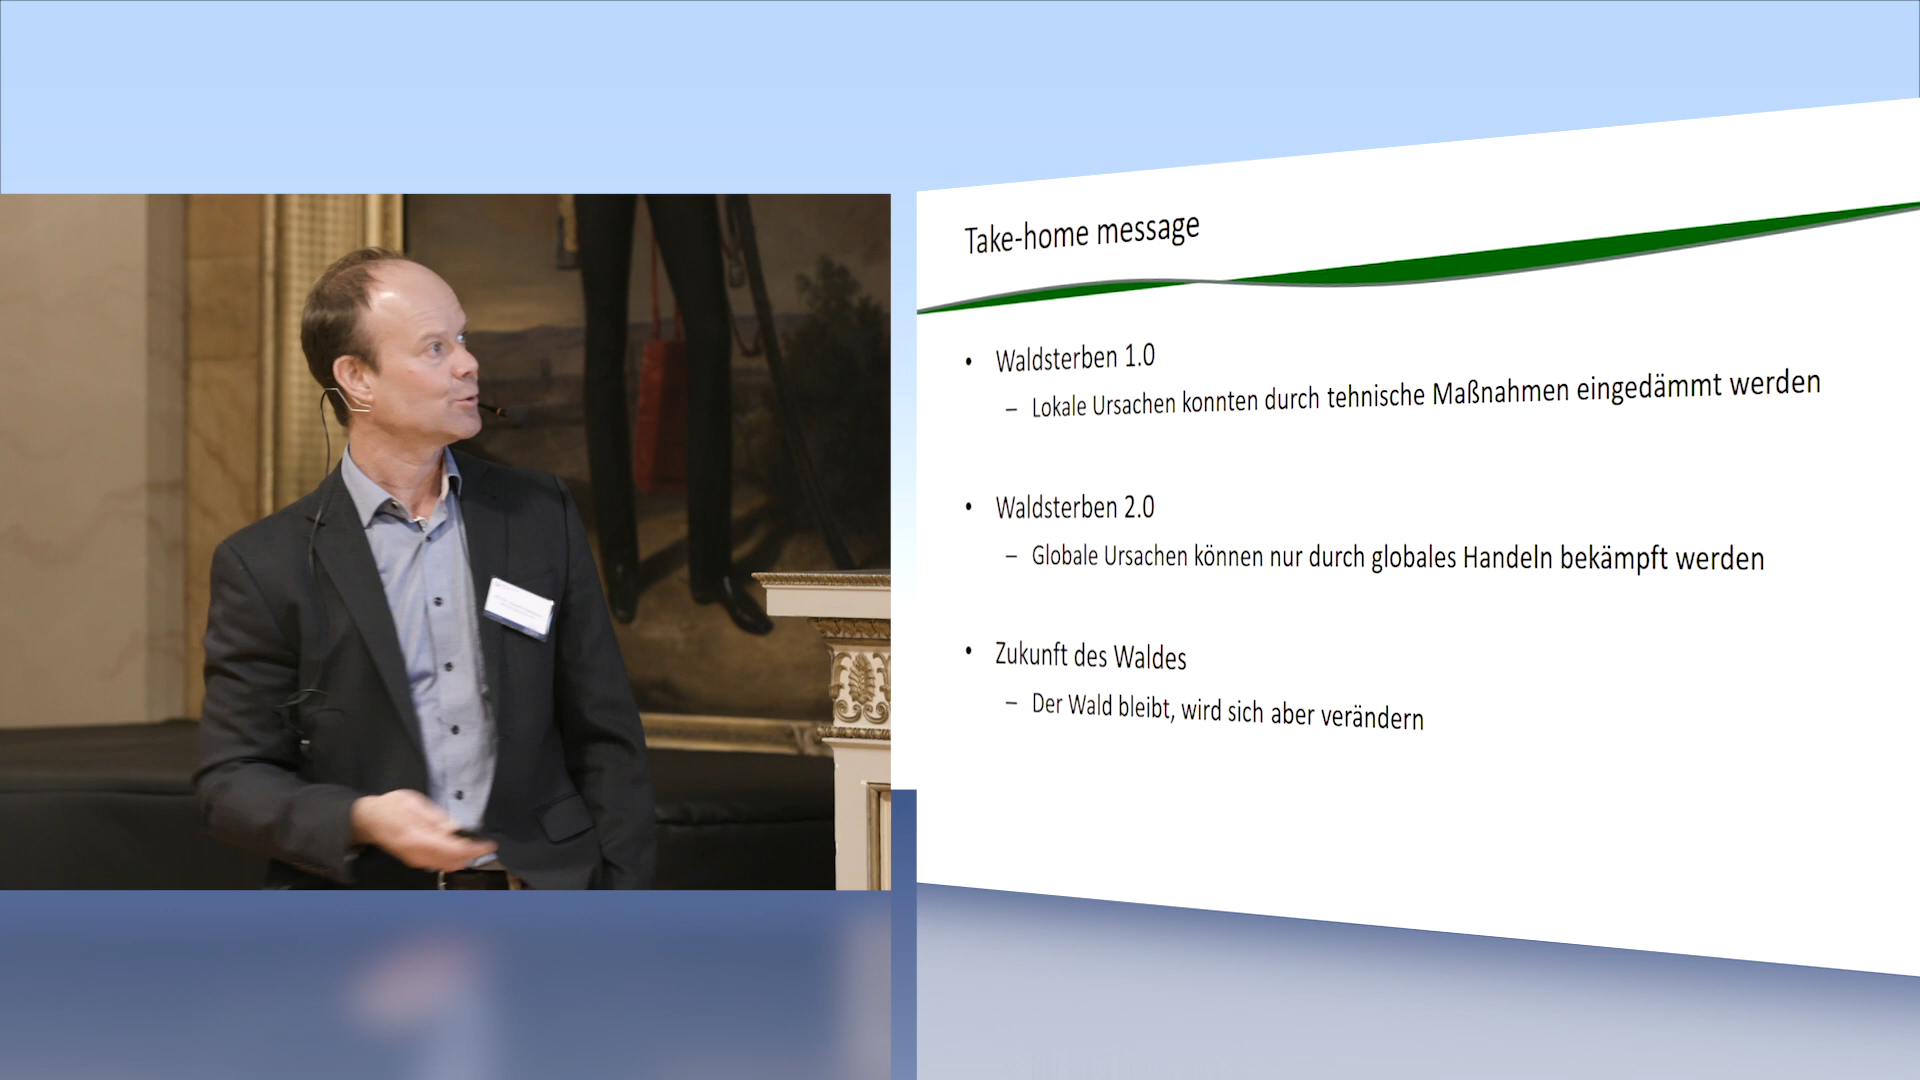 Take-home message
• Waldsterben 1.0
– Lokale Ursachen konnten durch tehnische Maßnahmen eingedämmt werden
• Waldsterben 2.0
– Globale Ursachen können nur durch globales Handeln bekämpft werden
• Zukunft des Waldes
– Der Wald bleibt, wird sich aber verändern